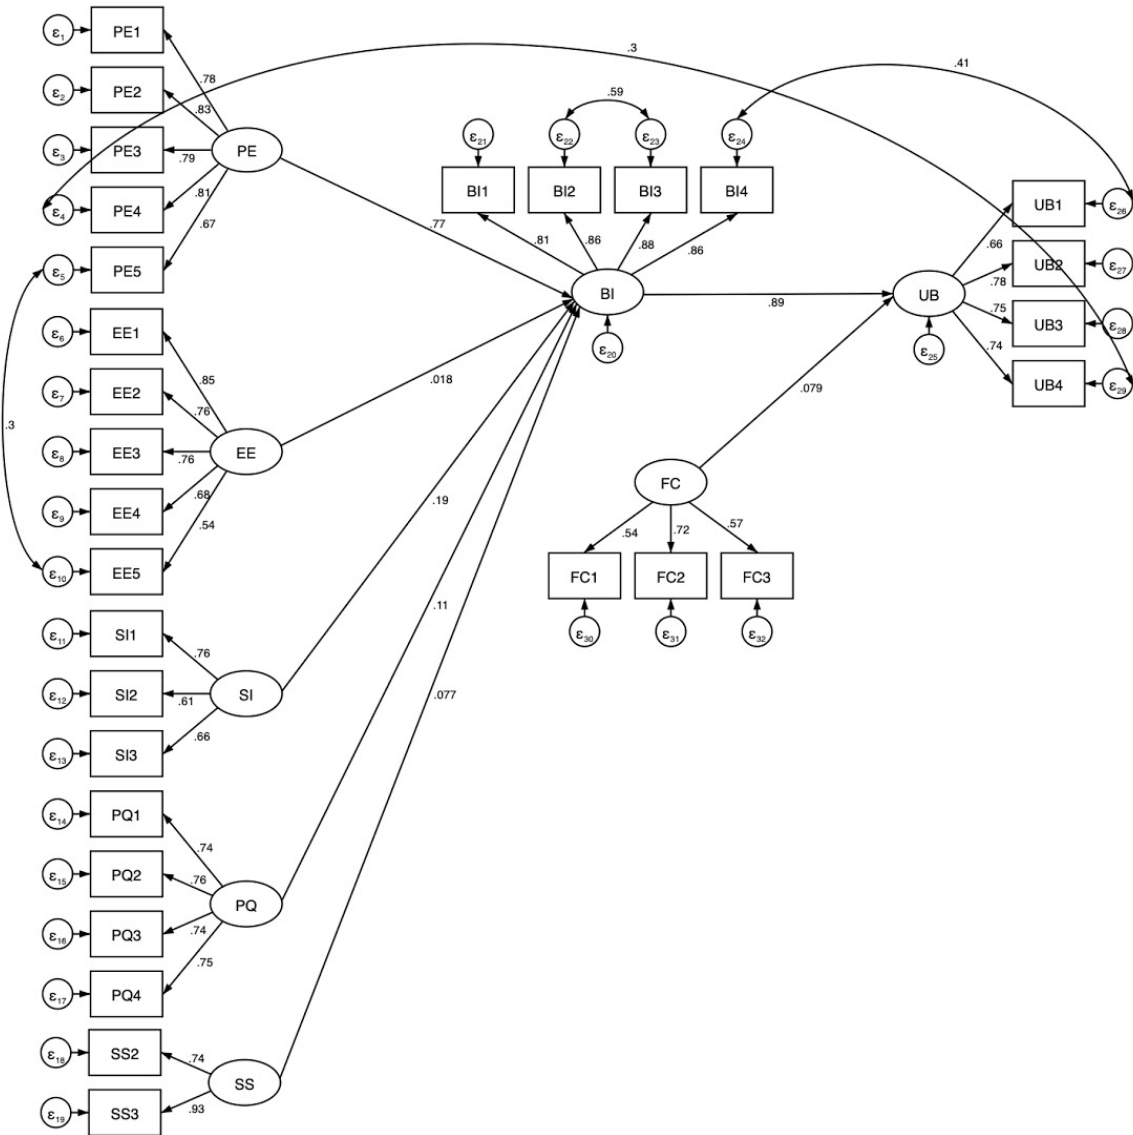 ε1 PE1
.78
ε2 PE2
.83
ε3 PE3
.79
PE
ε4 PE4
.81
ε5 PE5
.67
.3
.41
.59
ε21 ε22 ε23 ε24
BI1 BI2 BI3 BI4
.81 .86 .88 .86
.77
BI
ε20
.89
UB
ε25
UB1 ε26
.66
UB2 ε27
.78
UB3 ε28
.75
UB4 ε29
.74
.079
ε6 EE1
.85
ε7 EE2
.76
ε8 EE3
.76
EE
.018
ε9 EE4
.68
ε10 EE5
.54
.3
FC
.54 .72 .57
FC1 FC2 FC3
ε30 ε31 ε32
ε11 SI1
.76
ε12 SI2
.61
SI
.19
ε13 SI3
.66
ε14 PQ1
.74
ε15 PQ2
.76
PQ
.11
ε16 PQ3
.74
ε17 PQ4
.75
.077
ε18 SS2
.74
SS
ε19 SS3
.93